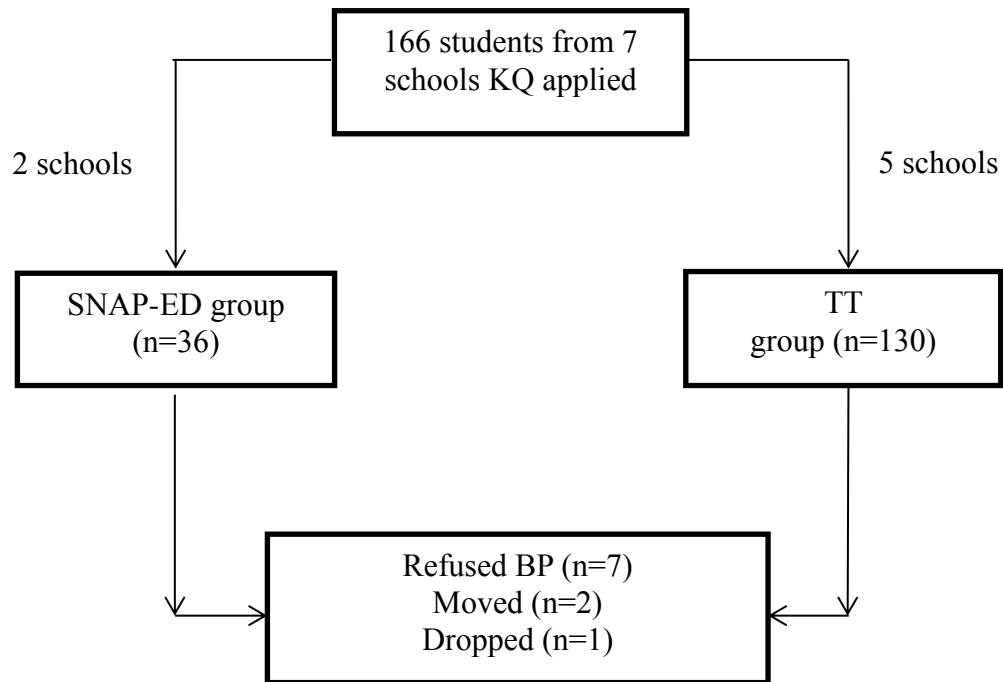 166 students from 7
schools KQ applied
2 schools
5 schools
SNAP-ED group
(n=36)
TT
group (n=130)
Refused BP (n=7)
Moved (n=2)
Dropped (n=1)